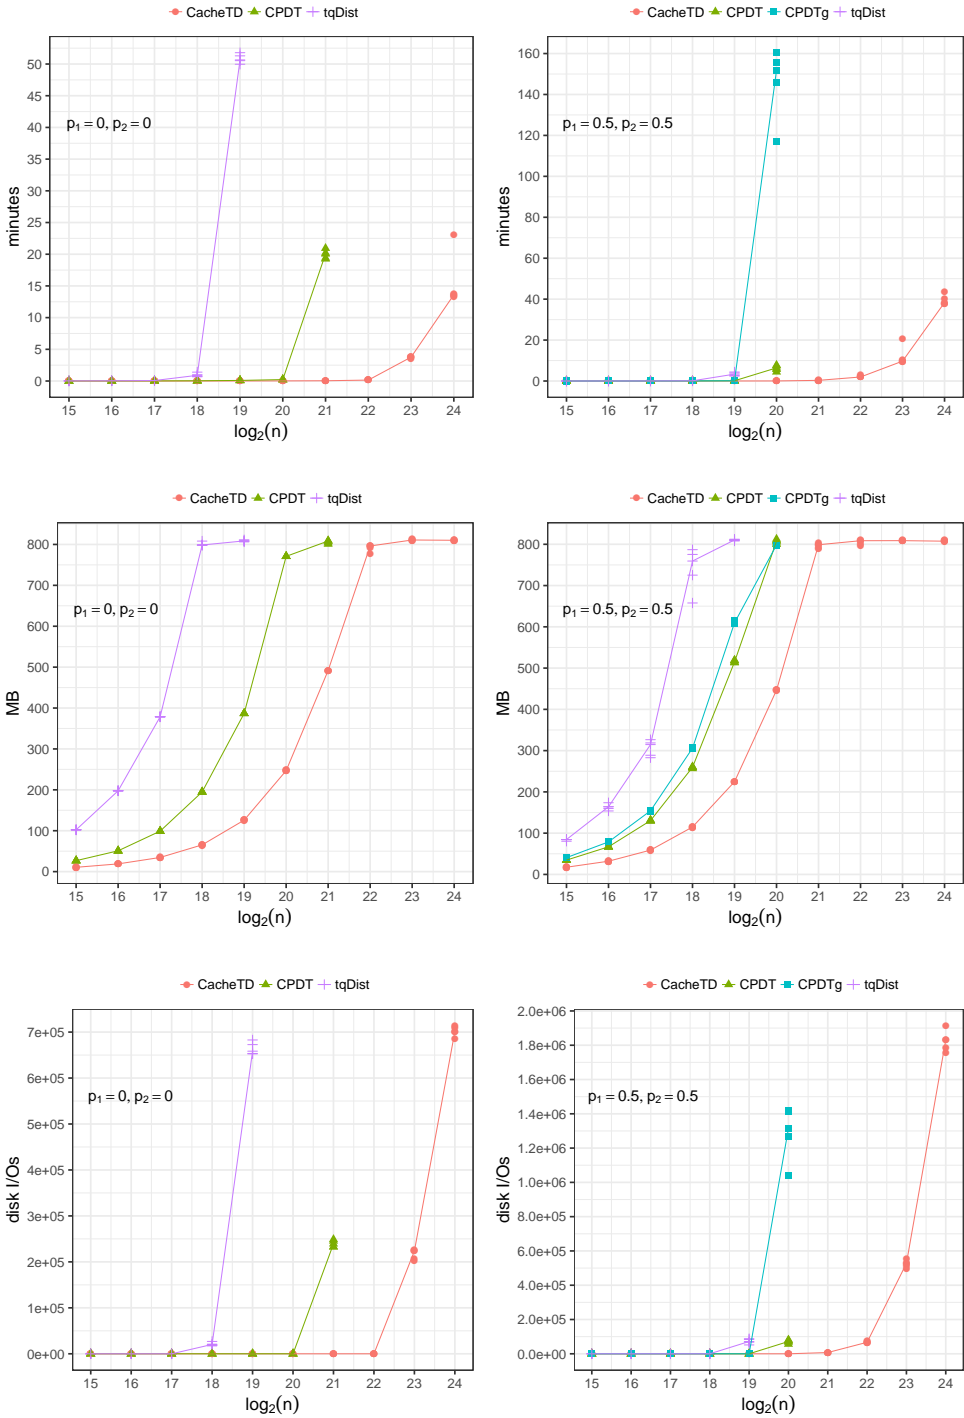 CacheTD CPDT tqDist
50
45
40
35
30
25
20
15
10
5
0
minutes
p₁ = 0, p₂ = 0
15 16 17 18 19 20 21 22 23 24
log₂(n)
CacheTD CPDT CPDTg tqDist
160
140
120
100
80
60
40
20
0
minutes
p₁ = 0.5, p₂ = 0.5
15 16 17 18 19 20 21 22 23 24
log₂(n)
CacheTD CPDT tqDist
800
700
600
500
400
300
200
100
0
MB
p₁ = 0, p₂ = 0
15 16 17 18 19 20 21 22 23 24
log₂(n)
CacheTD CPDT CPDTg tqDist
800
700
600
500
400
300
200
100
0
MB
p₁ = 0.5, p₂ = 0.5
15 16 17 18 19 20 21 22 23 24
log₂(n)
CacheTD CPDT tqDist
7e+05
6e+05
5e+05
4e+05
3e+05
2e+05
1e+05
0e+00
disk I/Os
p₁ = 0, p₂ = 0
15 16 17 18 19 20 21 22 23 24
log₂(n)
CacheTD CPDT CPDTg tqDist
2.0e+06
1.8e+06
1.6e+06
1.4e+06
1.2e+06
1.0e+06
8.0e+05
6.0e+05
4.0e+05
2.0e+05
0.0e+00
disk I/Os
p₁ = 0.5, p₂ = 0.5
15 16 17 18 19 20 21 22 23 24
log₂(n)